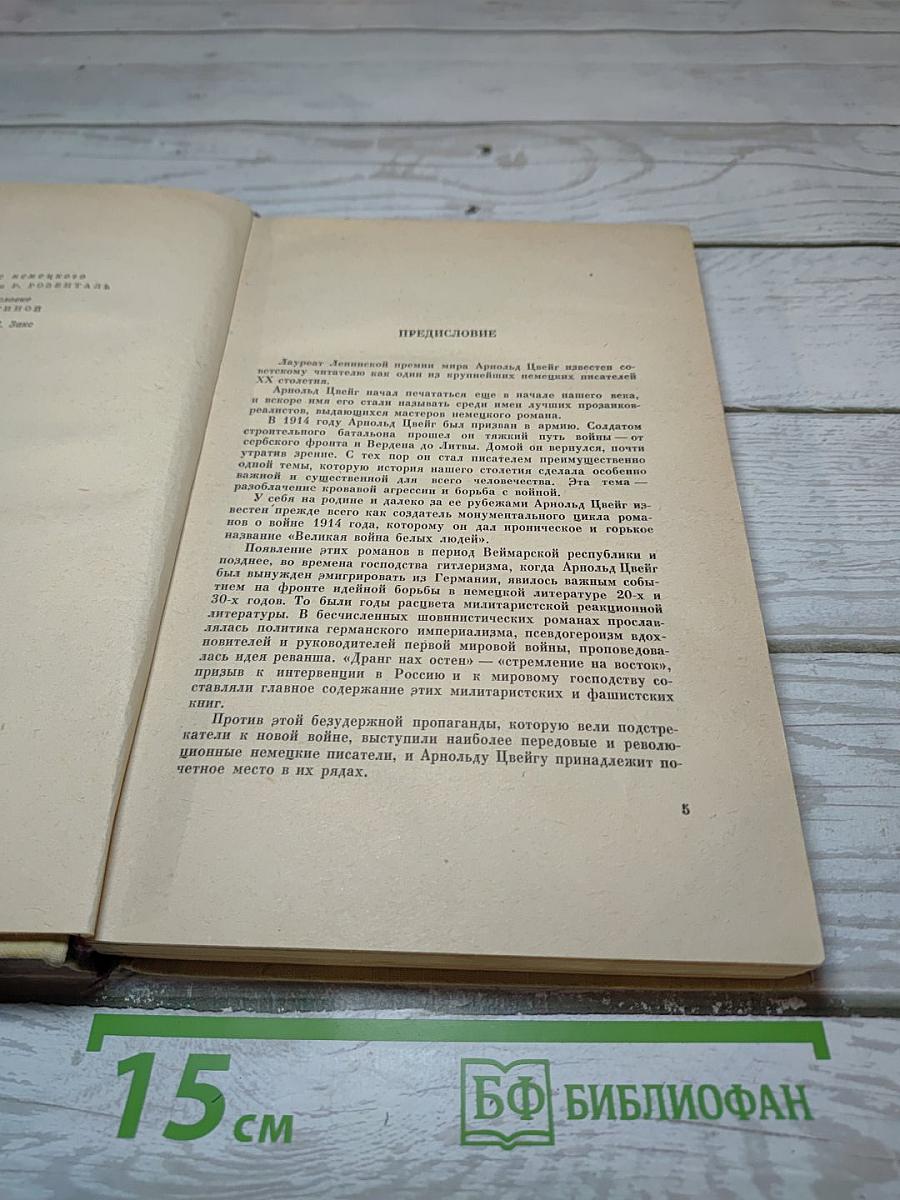 немецкого
Р. РОЗЕНТАЛЬ
Закс
ПРЕДИСЛОВИЕ
Лауреат Ленинской премии мира Арнольд Цвейг известен со-
ветскому читателю как один из крупнейших немецких писателей
XX столетия.
Арнольд Цвейг начал печататься еще в начале нашего века,
и вскоре имя его стали называть среди имен лучших прозаиков-
реалистов, выдающихся мастеров немецкого романа.
В 1914 году Арнольд Цвейг был призван в армию. Солдатом
строительного батальона прошел он тяжкий путь войны — от
сербского фронта и Вердена до Литвы. Домой он вернулся, почти
утратив зрение. С тех пор он стал писателем преимущественно
одной темы, которую история нашего столетия сделала особенно
важной и существенной для всего человечества. Эта тема —
разоблачение кровавой агрессии и борьба с войной.
У себя на родине и далеко за ее рубежами Арнольд Цвейг из-
вестен прежде всего как создатель монументального цикла рома-
нов о войне 1914 года, которому он дал ироническое и горькое
название «Великая война белых людей».
Появление этих романов в период Веймарской республики и
позднее, во времена господства гитлеризма, когда Арнольд Цвейг
был вынужден эмигрировать из Германии, явилось важным собы-
тием на фронте идейной борьбы в немецкой литературе 20-х и
30-х годов. То были годы расцвета милитаристской реакционной
литературы. В бесчисленных шовинистических романах прослав-
лялась политика германского империализма, псевдогероизм вдох-
новителей и руководителей первой мировой войны, проповедова-
лась идея реванша. «Дранг нах остен» — «стремление на восток»,
призыв к интервенции в Россию и к мировому господству со-
ставляли главное содержание этих милитаристских и фашистских
книг.
Против этой безудержной пропаганды, которую вели подстре-
катели к новой войне, выступили наиболее передовые и револю-
ционные немецкие писатели, и Арнольду Цвейгу принадлежит по-
четное место в их рядах.
5
15 см
БФ БИБЛИОФАН